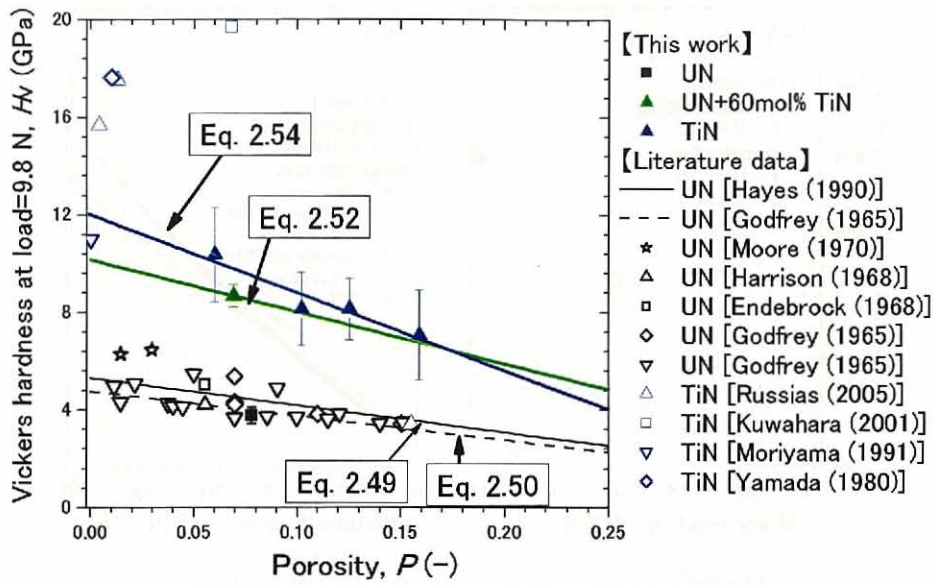 Vickers hardness at load=9.8 N, Hv (GPa)
20
16
12
8
4
0
0.00
0.05
0.10
0.15
0.20
0.25
Porosity, P (-)
Eq. 2.54
Eq. 2.52
Eq. 2.49
Eq. 2.50
【This work】
UN
UN+60mol% TiN
TiN
【Literature data】
UN [Hayes (1990)]
UN [Godfrey (1965)]
UN [Moore (1970)]
UN [Harrison (1968)]
UN [Endebrock (1968)]
UN [Godfrey (1965)]
UN [Godfrey (1965)]
TiN [Russias (2005)]
TiN [Kuwahara (2001)]
TiN [Moriyama (1991)]
TiN [Yamada (1980)]